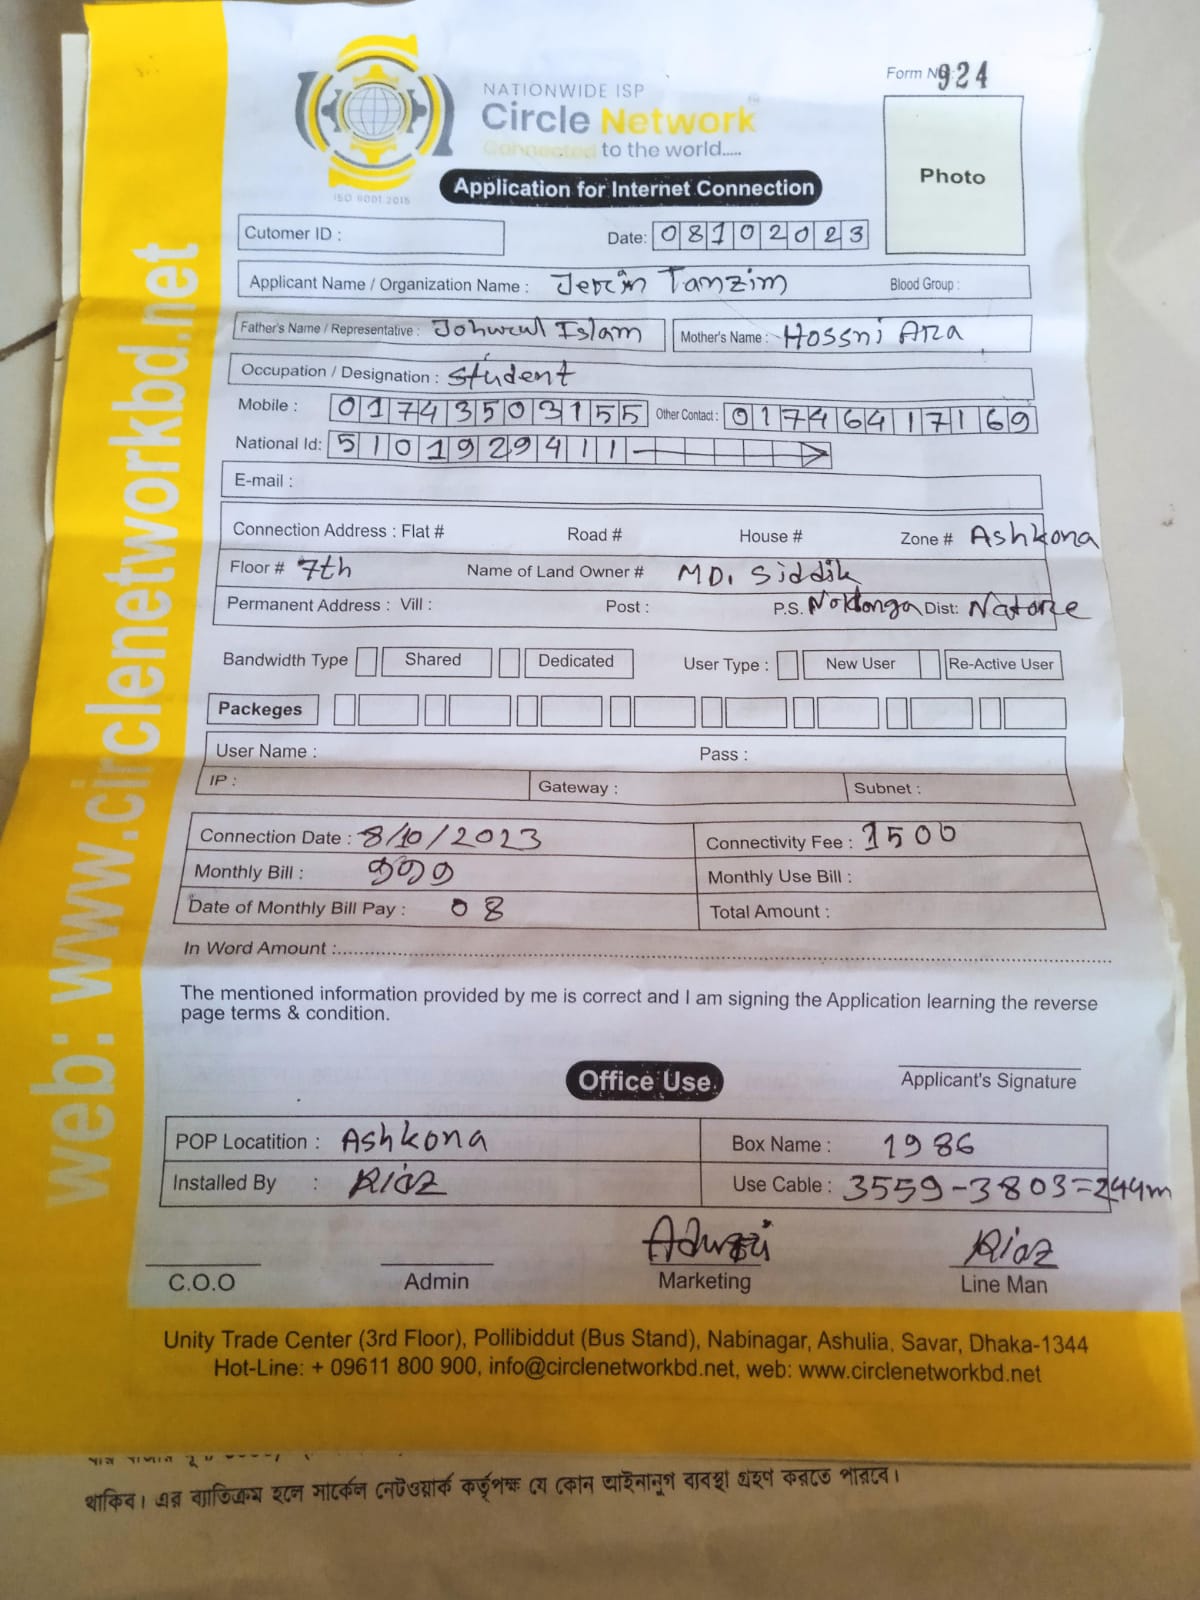 Form No: 924
NATIONWIDE ISP
Circle Network
Connected to the world.....
ISO 9001:2015
Photo
Application for Internet Connection
Cutomer ID :
Date: 08102023
Applicant Name / Organization Name : Jerin Tanzim Blood Group :
Father's Name / Representative : Johurul Islam Mother's Name : Hossni Ara
Occupation / Designation : Student
Mobile : 01743503155 Other Contact : 01746417169
National Id: 5101929411
E-mail :
Connection Address : Flat # Road # House # Zone # Ashkona
Floor # 7th Name of Land Owner # MD. Siddik
Permanent Address : Vill : Post : P.S. Noldonga Dist: Natore
Bandwidth Type Shared Dedicated User Type : New User Re-Active User
Packeges
User Name : Pass :
IP : Gateway : Subnet :
Connection Date : 8/10/2023 Connectivity Fee : 1500
Monthly Bill : 999 Monthly Use Bill :
Date of Monthly Bill Pay : 08 Total Amount :
In Word Amount :
The mentioned information provided by me is correct and I am signing the Application learning the reverse
page terms & condition.
Applicant's Signature
Office Use
POP Locatition : Ashkona Box Name : 1986
Installed By : Riaz Use Cable : 3559-3803=244m
Riaz
C.O.O Admin Marketing Line Man
Unity Trade Center (3rd Floor), Pollibiddut (Bus Stand), Nabinagar, Ashulia, Savar, Dhaka-1344
Hot-Line: + 09611 800 900, info@circlenetworkbd.net, web: www.circlenetworkbd.net
web: www.circlenetworkbd.net
থাকিব। এর ব্যতিক্রম হলে সার্কেল নেটওয়ার্ক কর্তৃপক্ষ যে কোন আইনানুগ ব্যবস্থা গ্রহণ করতে পারবে।